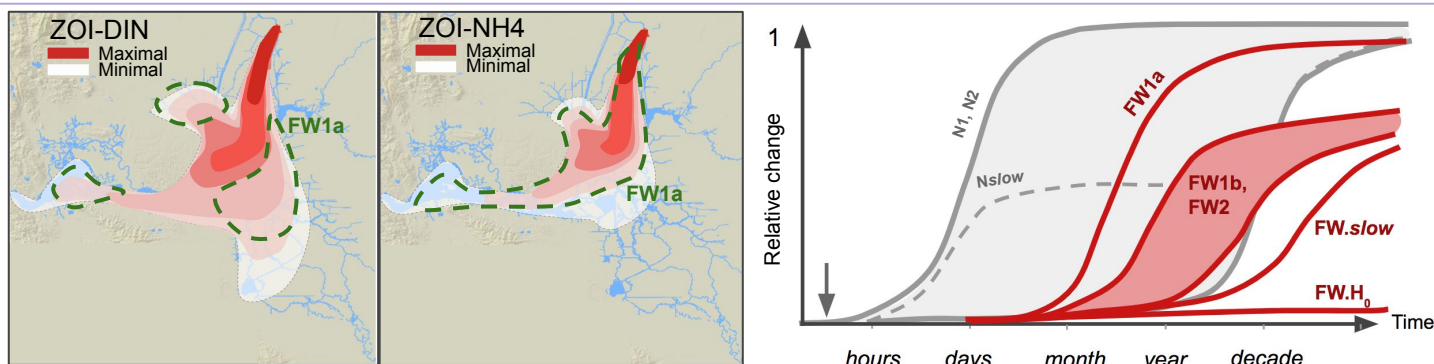 ZOI-DIN
Maximal
Minimal
FW1a
ZOI-NH4
Maximal
Minimal
FW1a
1
Relative change
N1, N2
Nslow
FW1a
FW1b,
FW2
FW.slow
FW.H0
Time
hours days month year decade